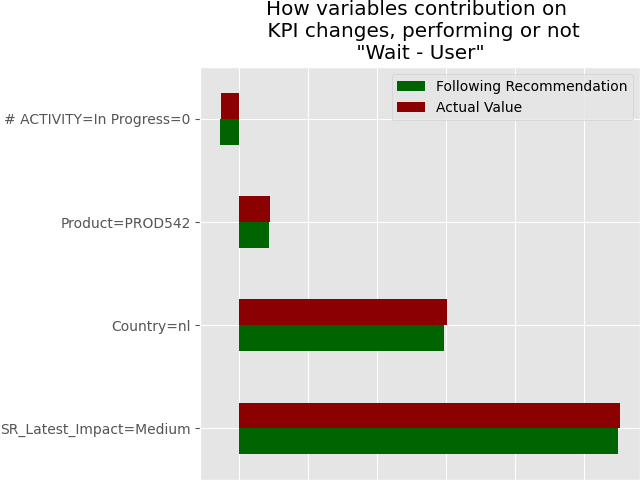 How variables contribution on
KPI changes, performing or not
"Wait - User"
Following Recommendation
Actual Value
# ACTIVITY=In Progress=0
Product=PROD542
Country=nl
SR_Latest_Impact=Medium